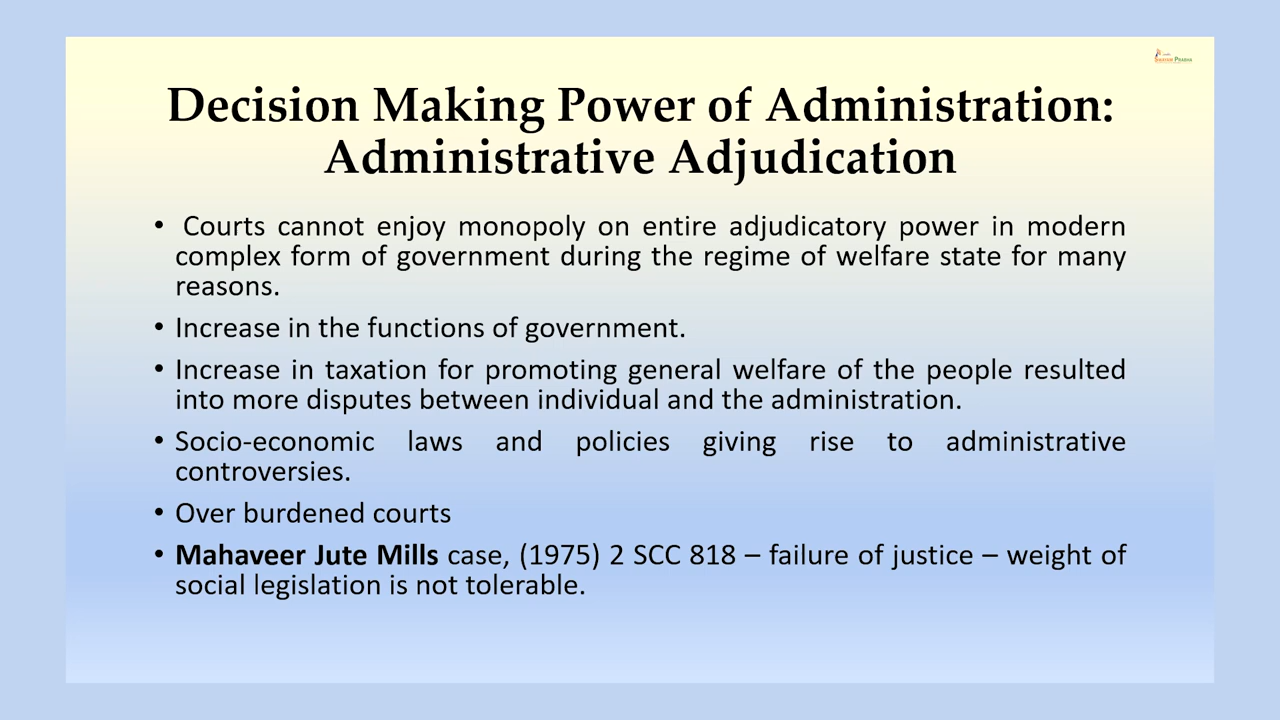 Decision Making Power of Administration:
Administrative Adjudication
• Courts cannot enjoy monopoly on entire adjudicatory power in modern
complex form of government during the regime of welfare state for many
reasons.
• Increase in the functions of government.
• Increase in taxation for promoting general welfare of the people resulted
into more disputes between individual and the administration.
• Socio-economic laws and policies giving rise to administrative
controversies.
• Over burdened courts
• Mahaveer Jute Mills case, (1975) 2 SCC 818 – failure of justice – weight of
social legislation is not tolerable.